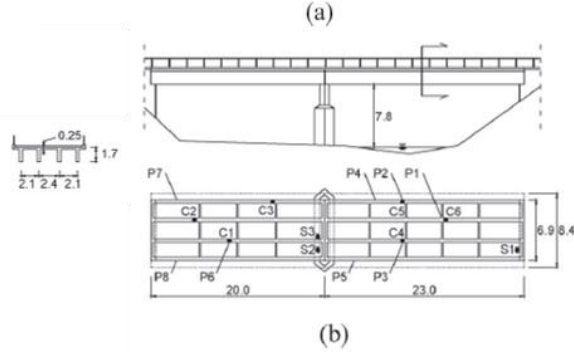 (a)
7.8
0.25
1.7
2.1 2.4 2.1
P7 P4 P2 P1
C2 C3 C5 C6
C1 S3 C4
S2 S1
6.9 8.4
P8 P6 P5 P3
20.0 23.0
(b)